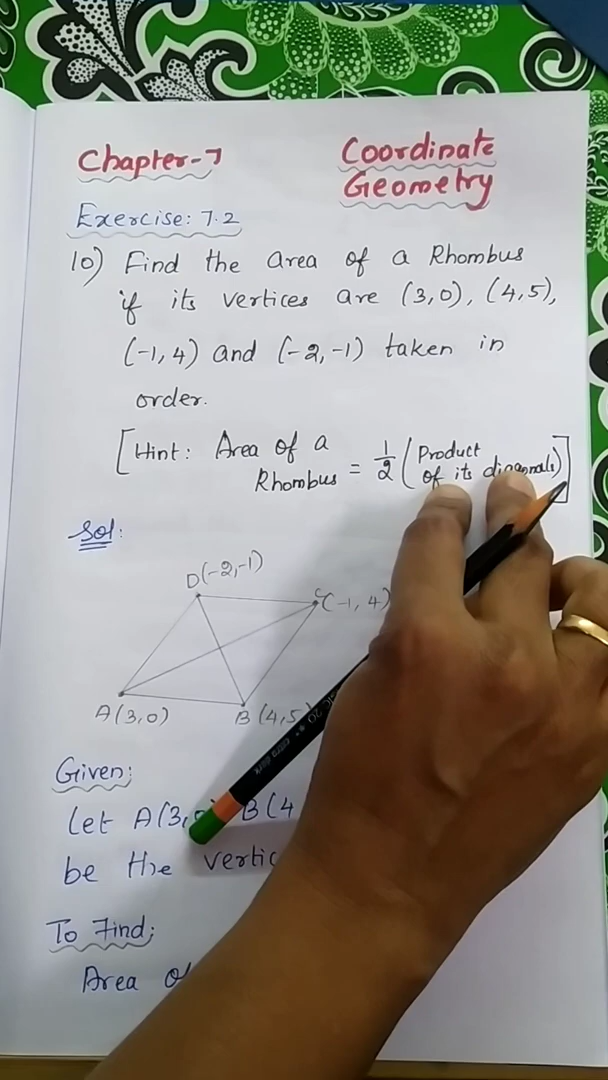 Chapter-7 Coordinate
Geometry
Exercise: 7.2
10) Find the area of a Rhombus
if its vertices are (3,0), (4,5),
(-1,4) and (-2,-1) taken in
order.
[Hint: Area of a
Rhombus = 1/2 (Product
of its diagonals)]
Sol:
D(-2,-1)
C(-1, 4)
A(3,0)
B(4,5
Given:
Let A(3, B(4
be the
To Find:
Area